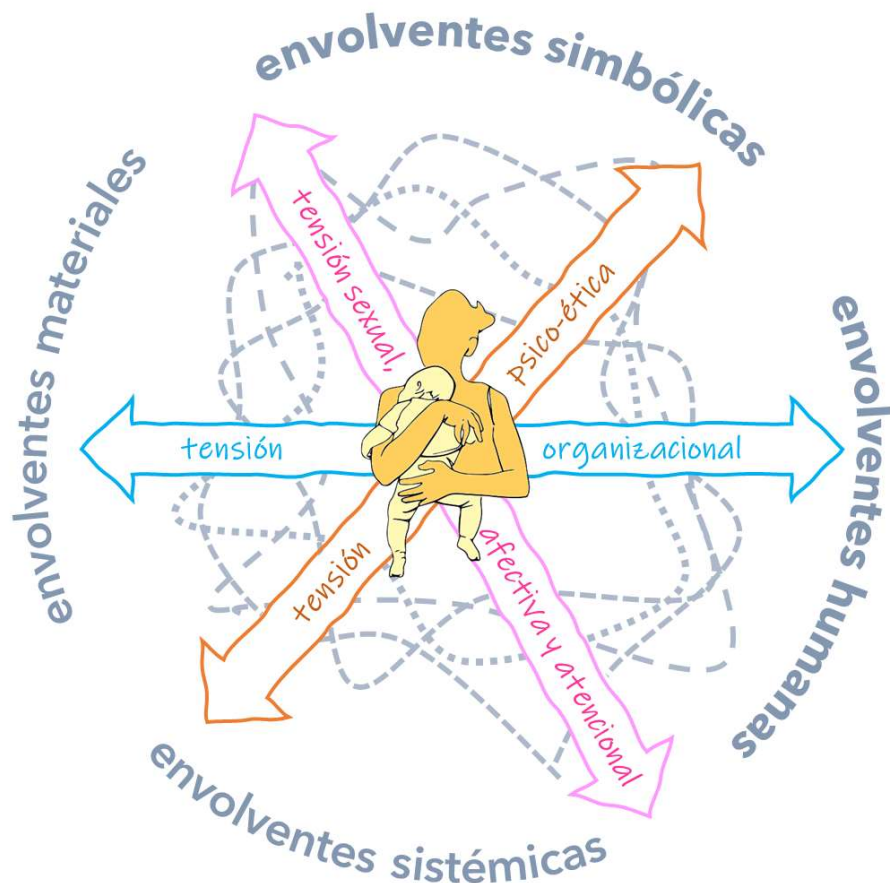 envolventes simbólicas
envolventes materiales
envolventes humanas
envolventes sistémicas
tensión sexual,
afectiva y atencional
tensión
psico-ética
tensión
organizacional